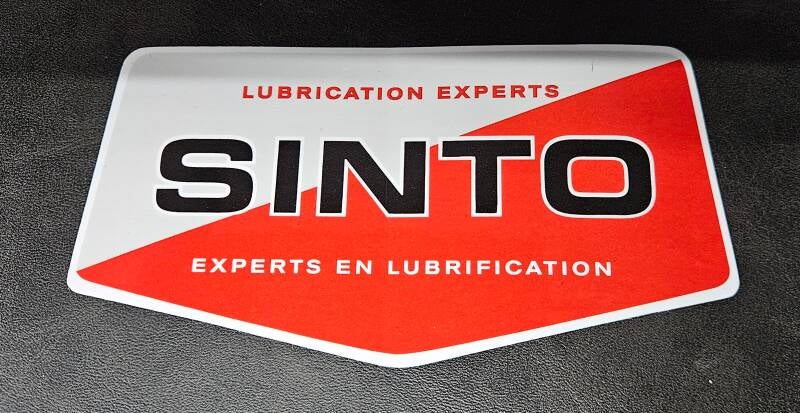 LUBRICATION EXPERTS
SINTO
EXPERTS EN LUBRIFICATION